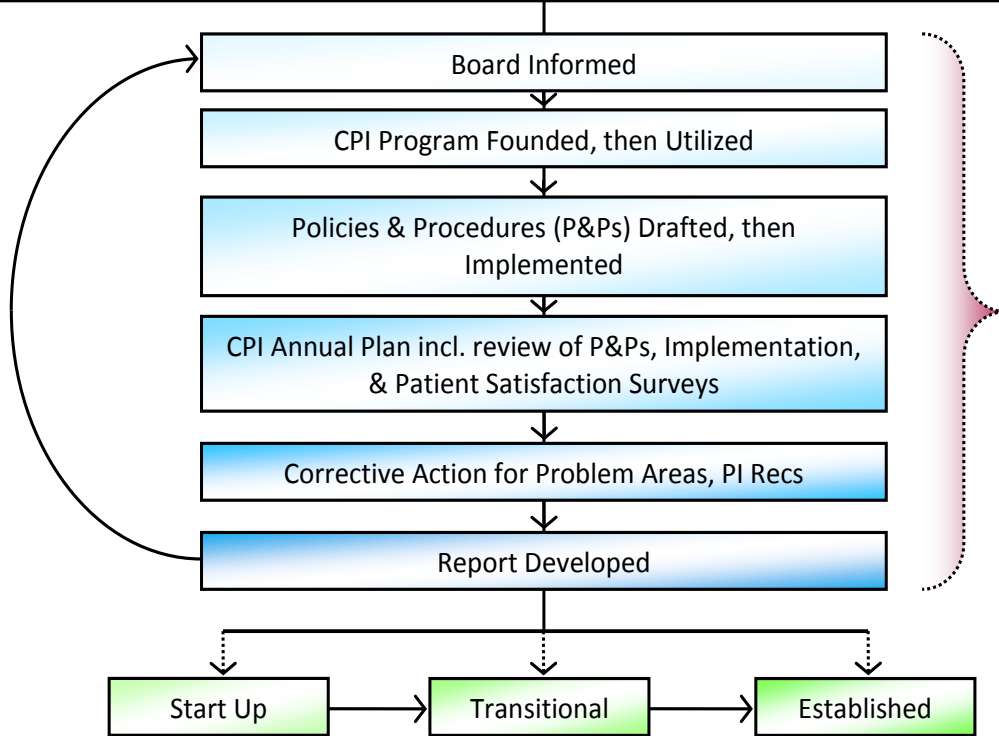 Board Informed
CPI Program Founded, then Utilized
Policies & Procedures (P&Ps) Drafted, then
Implemented
CPI Annual Plan incl. review of P&Ps, Implementation,
& Patient Satisfaction Surveys
Corrective Action for Problem Areas, PI Recs
Report Developed
Start Up
Transitional
Established